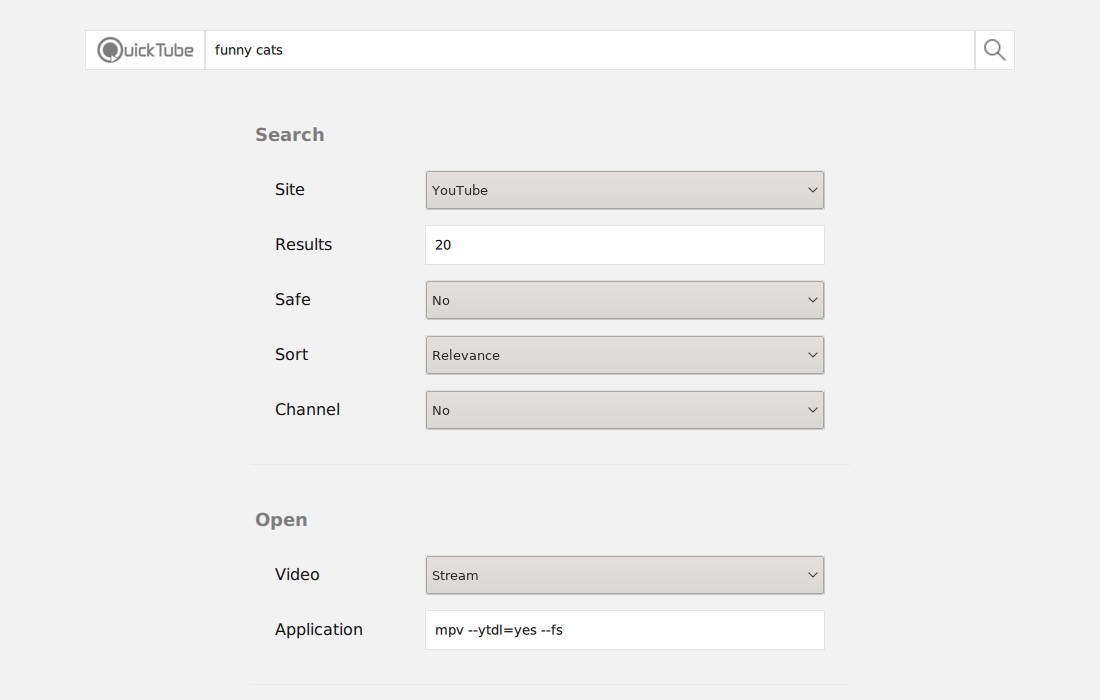 QuickTube funny cats
Search
Site YouTube
Results 20
Safe No
Sort Relevance
Channel No
Open
Video Stream
Application mpv --ytdl=yes --fs